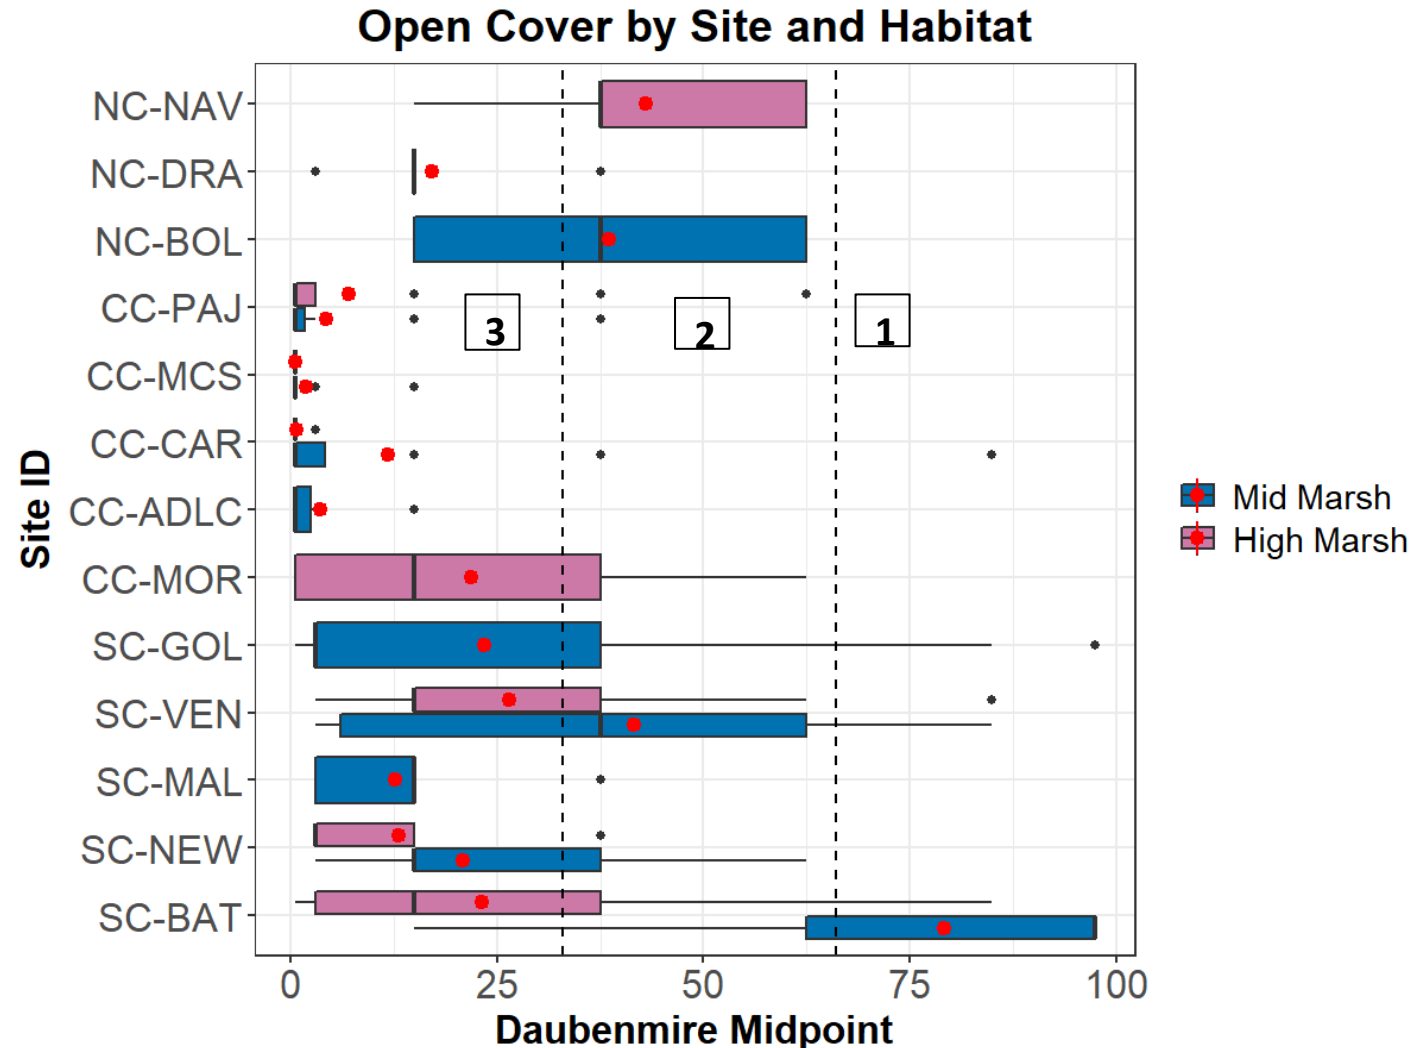 Open Cover by Site and Habitat
NC-NAV
NC-DRA
NC-BOL
CC-PAJ
3
2
1
CC-MCS
CC-CAR
CC-ADLC
CC-MOR
SC-GOL
SC-VEN
SC-MAL
SC-NEW
SC-BAT
Site ID
Mid Marsh
High Marsh
0
25
50
75
100
Daubenmire Midpoint